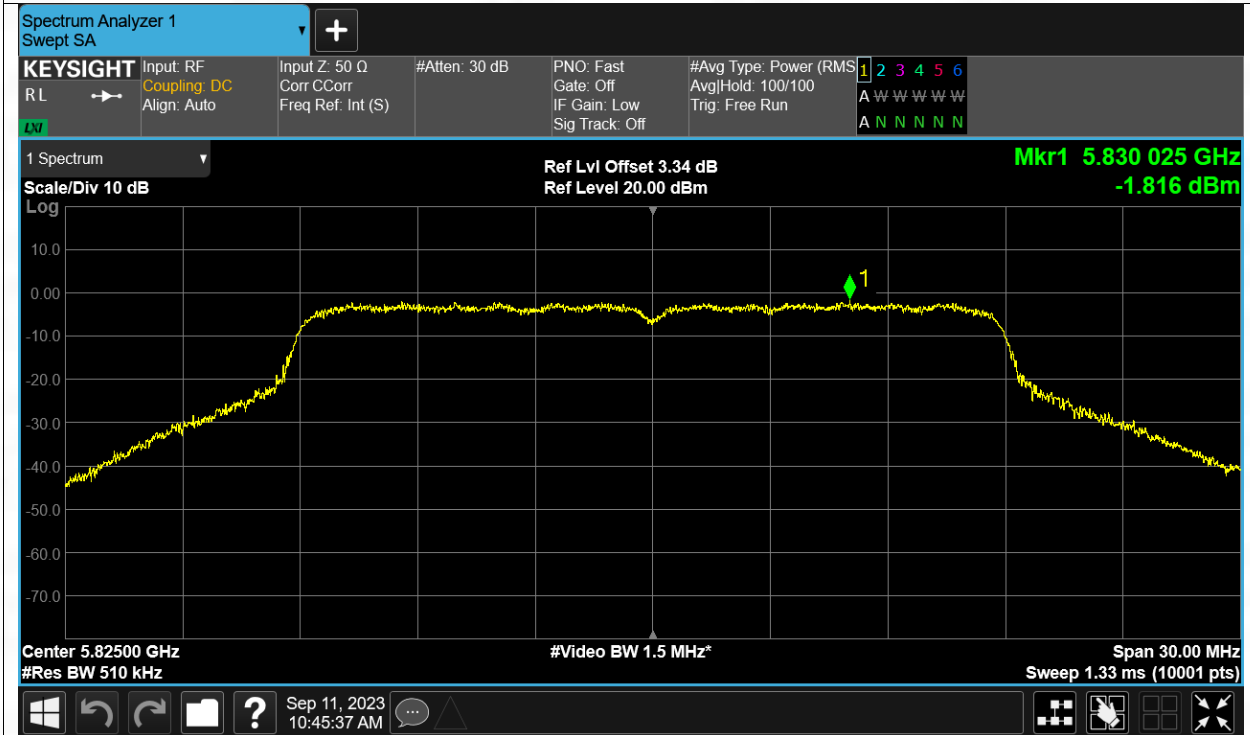 Spectrum Analyzer 1
Swept SA
+
KEYSIGHT
R L
LXI
Input: RF
Coupling: DC
Align: Auto
Input Z: 50 Ω
Corr CCorr
Freq Ref: Int (S)
#Atten: 30 dB
PNO: Fast
Gate: Off
IF Gain: Low
Sig Track: Off
#Avg Type: Power (RMS
Avg|Hold: 100/100
Trig: Free Run
1 2 3 4 5 6
A W W W W W
A N N N N N
1 Spectrum
Scale/Div 10 dB
Log
Ref Lvl Offset 3.34 dB
Ref Level 20.00 dBm
Mkr1 5.830 025 GHz
-1.816 dBm
10.0
0.00
-10.0
-20.0
-30.0
-40.0
-50.0
-60.0
-70.0
1
Center 5.82500 GHz
#Res BW 510 kHz
#Video BW 1.5 MHz*
Span 30.00 MHz
Sweep 1.33 ms (10001 pts)
?
Sep 11, 2023
10:45:37 AM